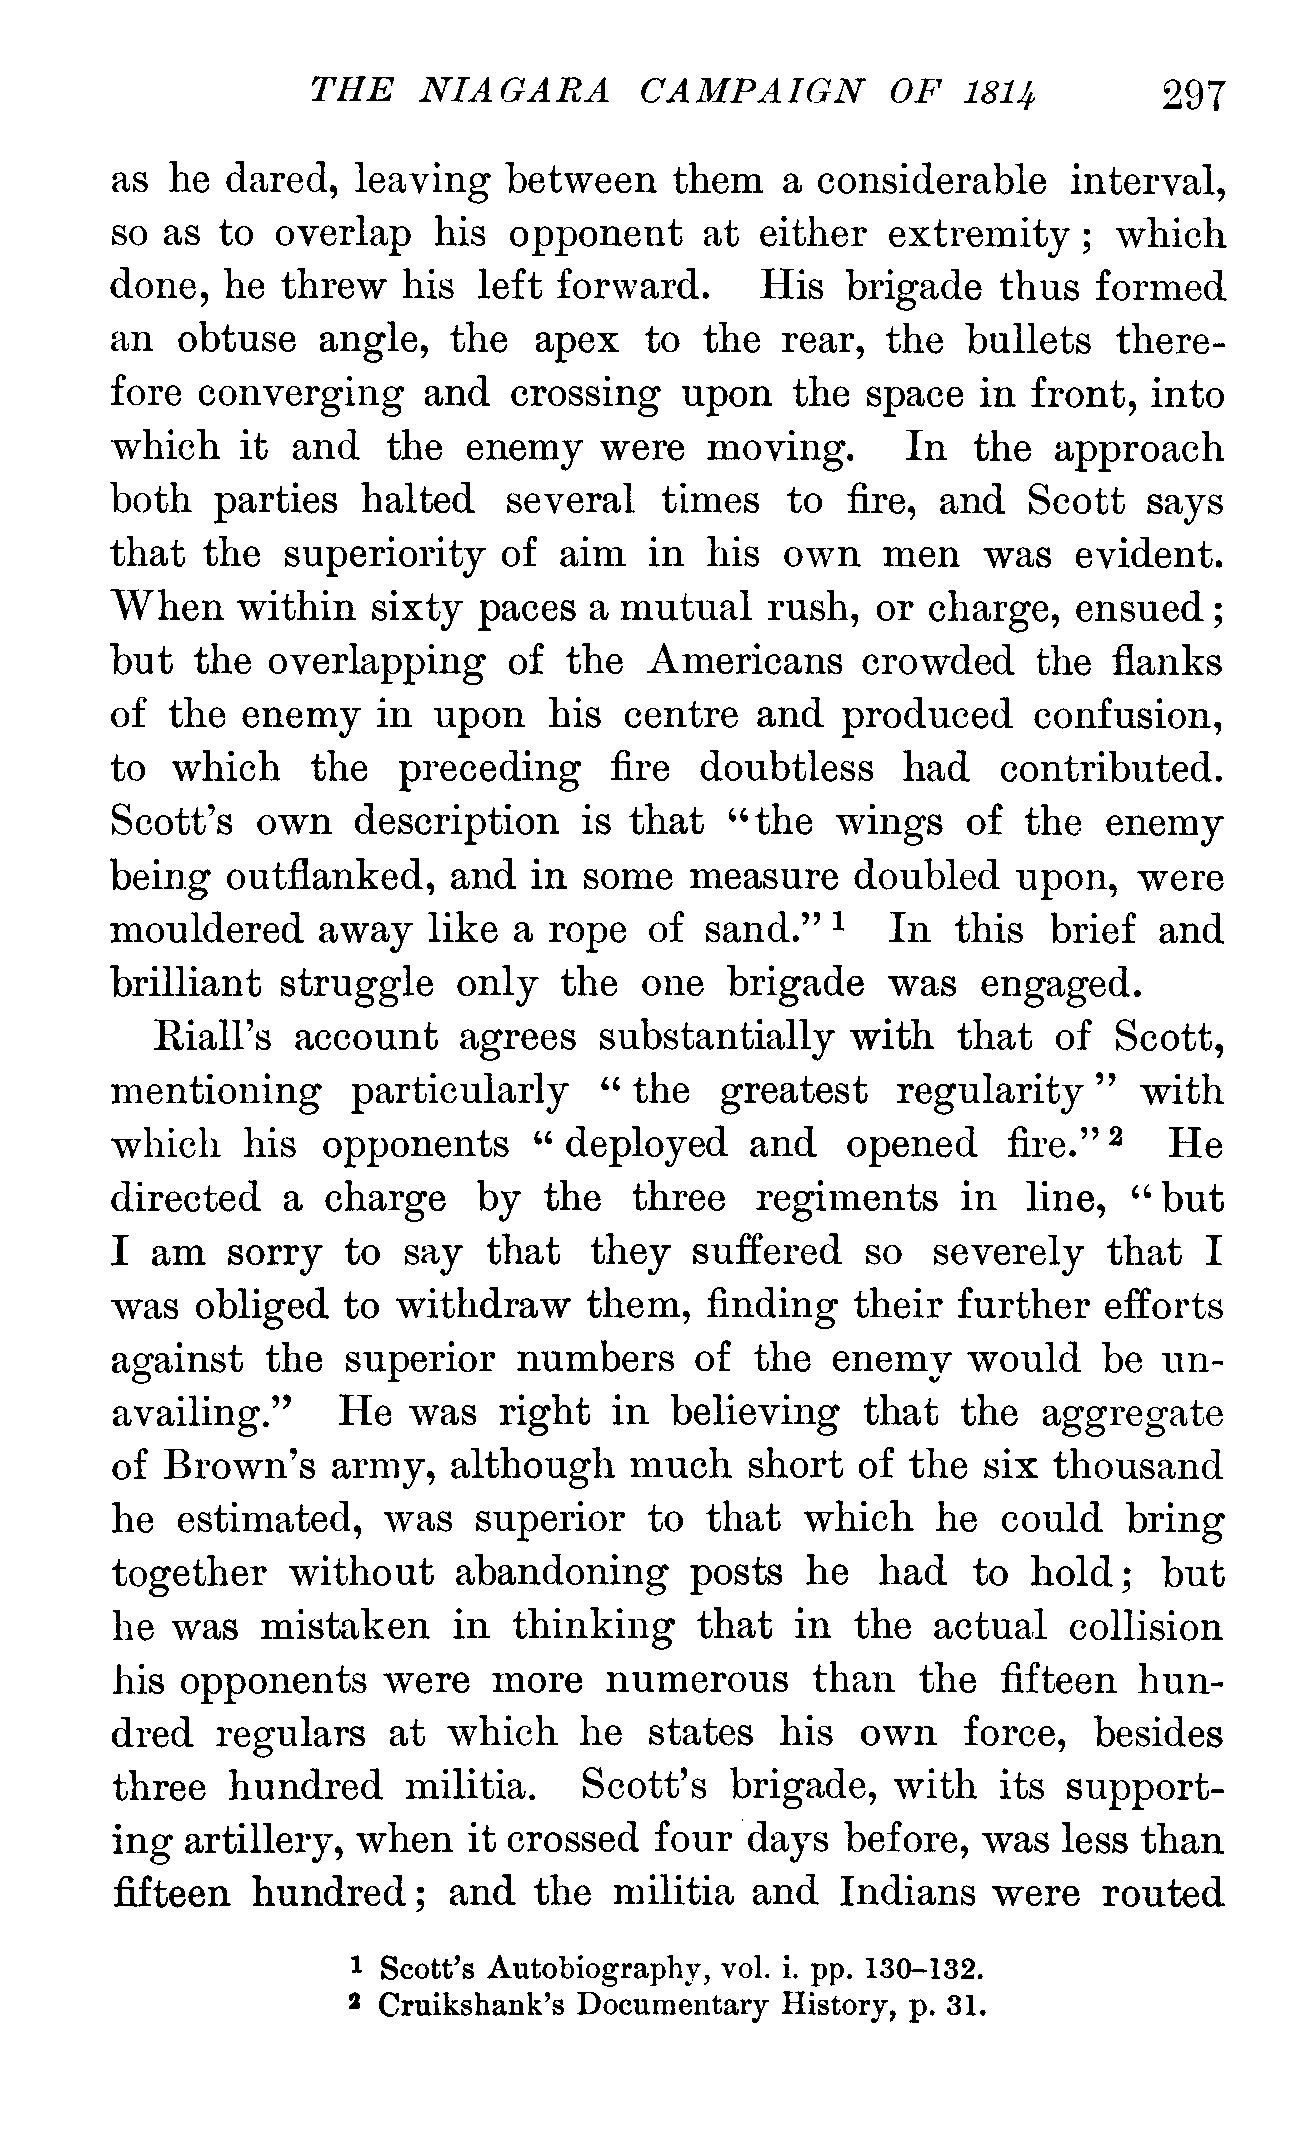 THE NIAGARA CAMPAIGN OF 1814 297
as he dared, leaving between them a considerable interval,
so as to overlap his opponent at either extremity; which
done, he threw his left forward. His brigade thus formed
an obtuse angle, the apex to the rear, the bullets there-
fore converging and crossing upon the space in front, into
which it and the enemy were moving. In the approach
both parties halted several times to fire, and Scott says
that the superiority of aim in his own men was evident.
When within sixty paces a mutual rush, or charge, ensued;
but the overlapping of the Americans crowded the flanks
of the enemy in upon his centre and produced confusion,
to which the preceding fire doubtless had contributed.
Scott's own description is that "the wings of the enemy
being outflanked, and in some measure doubled upon, were
mouldered away like a rope of sand." 1 In this brief and
brilliant struggle only the one brigade was engaged.
Riall's account agrees substantially with that of Scott,
mentioning particularly "the greatest regularity" with
which his opponents "deployed and opened fire." 2 He
directed a charge by the three regiments in line, "but
I am sorry to say that they suffered so severely that I
was obliged to withdraw them, finding their further efforts
against the superior numbers of the enemy would be un-
availing." He was right in believing that the aggregate
of Brown's army, although much short of the six thousand
he estimated, was superior to that which he could bring
together without abandoning posts he had to hold; but
he was mistaken in thinking that in the actual collision
his opponents were more numerous than the fifteen hun-
dred regulars at which he states his own force, besides
three hundred militia. Scott's brigade, with its support-
ing artillery, when it crossed four days before, was less than
fifteen hundred; and the militia and Indians were routed
1 Scott's Autobiography, vol. i. pp. 130-132.
2 Cruikshank's Documentary History, p. 31.